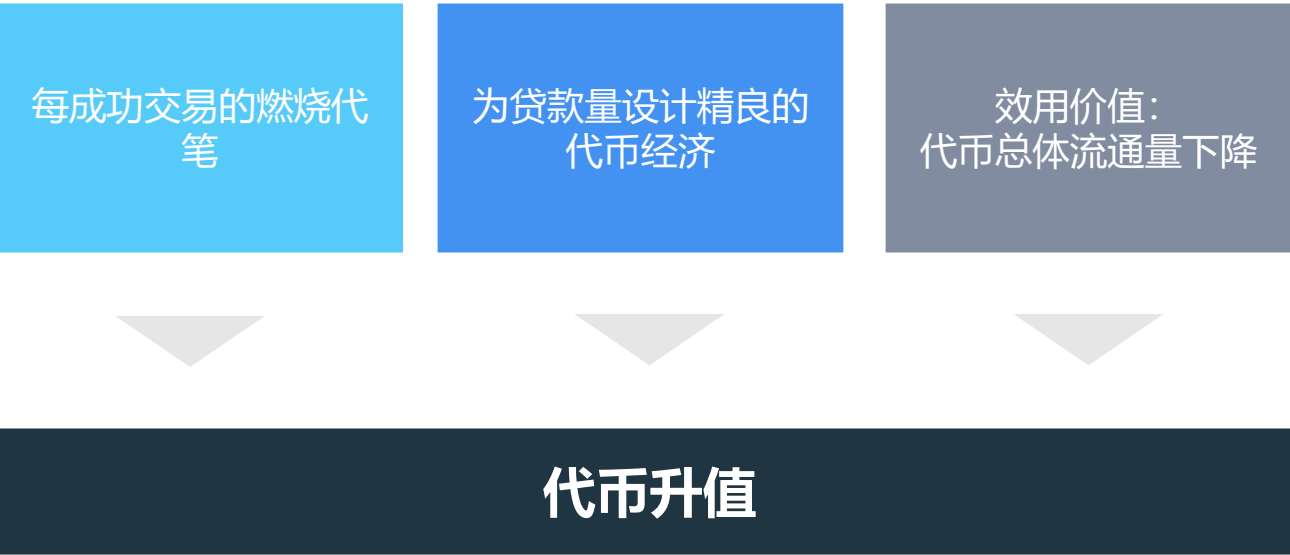 每成功交易的燃烧代
笔
为贷款量设计精良的
代币经济
效用价值：
代币总体流通量下降
代币升值